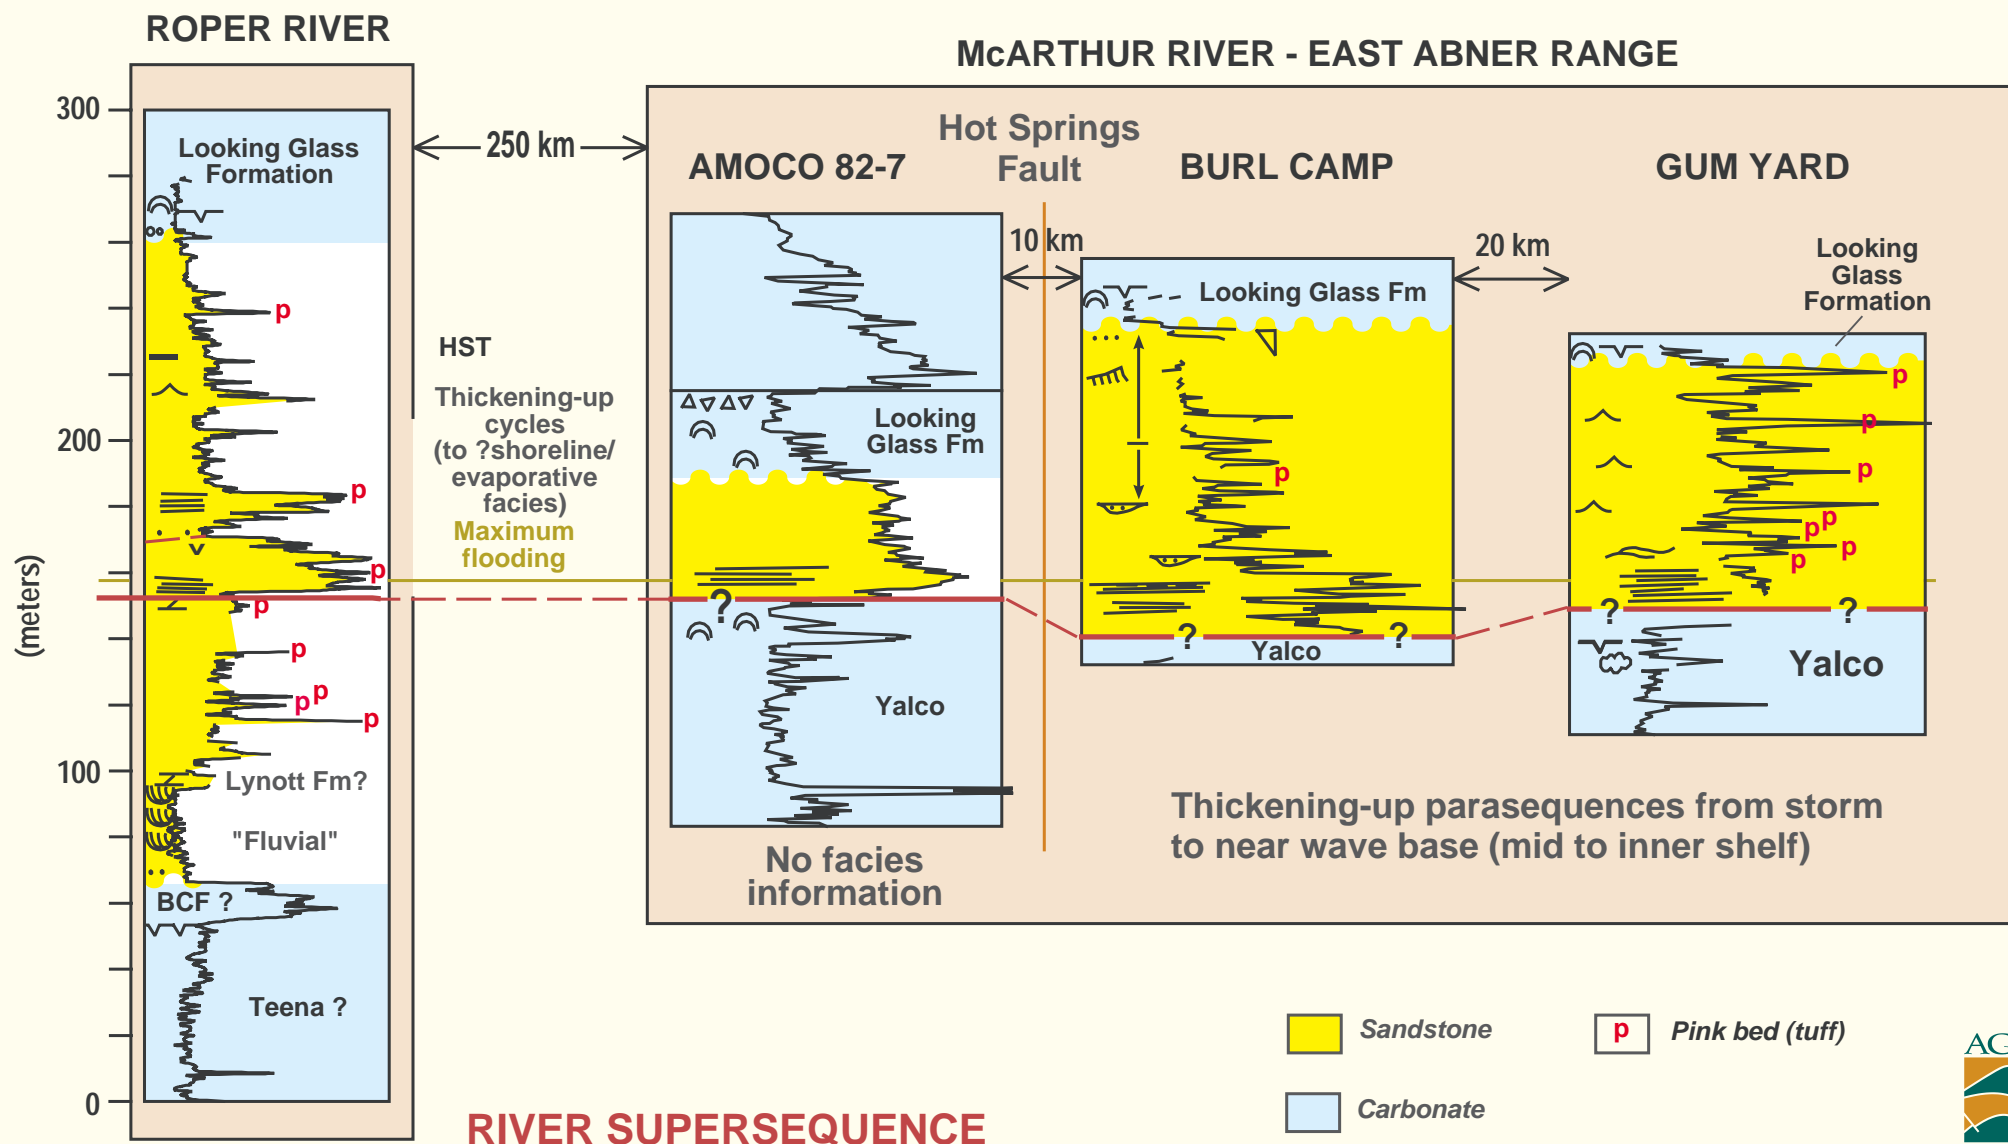 ROPER RIVER
McARTHUR RIVER - EAST ABNER RANGE
300
200
100
0
(meters)
Looking Glass
Formation
p
p
p
p
p
p
p
p
Lynott Fm?
"Fluvial"
BCF ?
Teena ?
250 km
HST
Thickening-up
cycles
(to ?shoreline/
evaporative
facies)
Maximum
flooding
AMOCO 82-7
Looking
Glass Fm
?
Yalco
No facies
information
Hot Springs
Fault
10 km
BURL CAMP
Looking Glass Fm
p
?
?
Yalco
20 km
GUM YARD
Looking
Glass
Formation
p
p
p
p
p
p
p
?
?
Yalco
Thickening-up parasequences from storm
to near wave base (mid to inner shelf)
Sandstone
p
Pink bed (tuff)
Carbonate
RIVER SUPERSEQUENCE
AG